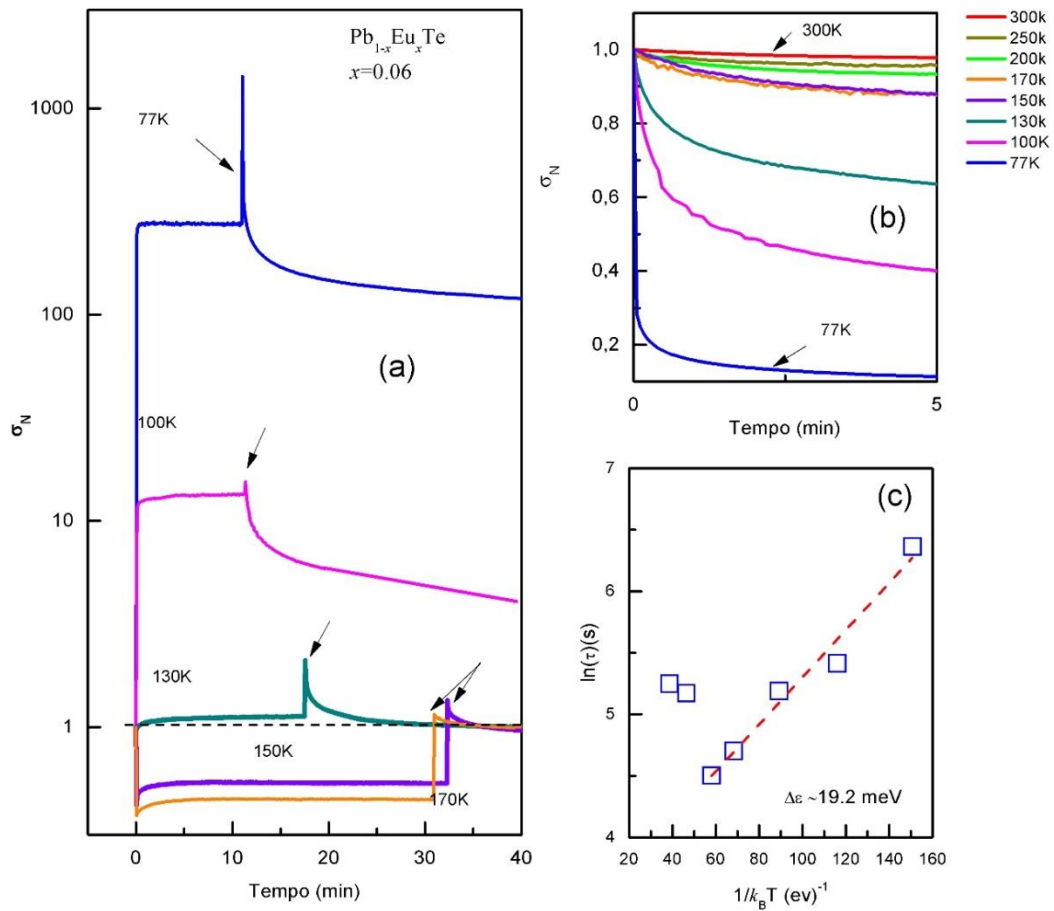 Pb₁₋ₓEuₓTe
x=0.06
77K
(a)
100K
130K
150K
170K
1000
100
10
1
σN
0 10 20 30 40
Tempo (min)
300K
(b)
77K
1,0
0,8
0,6
0,4
0,2
σN
0 5
Tempo (min)
300k
250k
200k
170k
150k
130k
100K
77K
(c)
7
6
5
4
ln(τ)(s)
Δε ~19.2 meV
20 40 60 80 100 120 140 160
1/kBT (ev)⁻¹